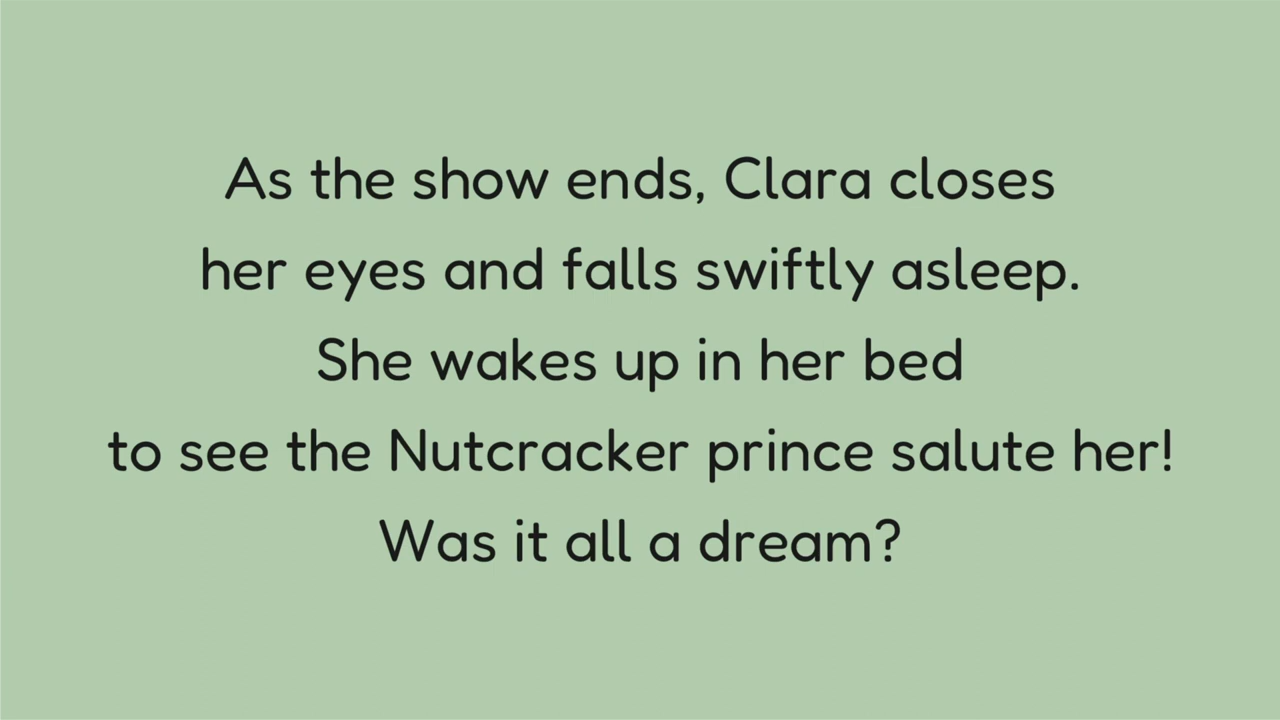 As the show ends, Clara closes
her eyes and falls swiftly asleep.
She wakes up in her bed
to see the Nutcracker prince salute her!
Was it all a dream?